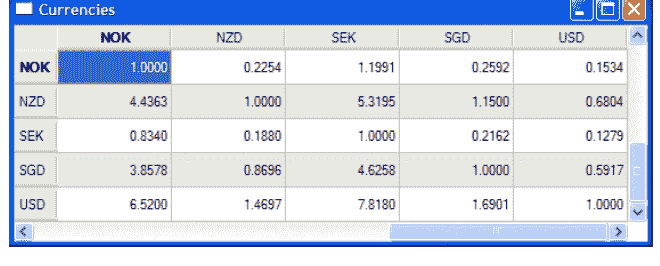 Currencies
NOK NZD SEK SGD USD
NOK 1.0000 0.2254 1.1991 0.2592 0.1534
NZD 4.4363 1.0000 5.3195 1.1500 0.6804
SEK 0.8340 0.1880 1.0000 0.2162 0.1279
SGD 3.8578 0.8696 4.6258 1.0000 0.5917
USD 6.5200 1.4697 7.8180 1.6901 1.0000